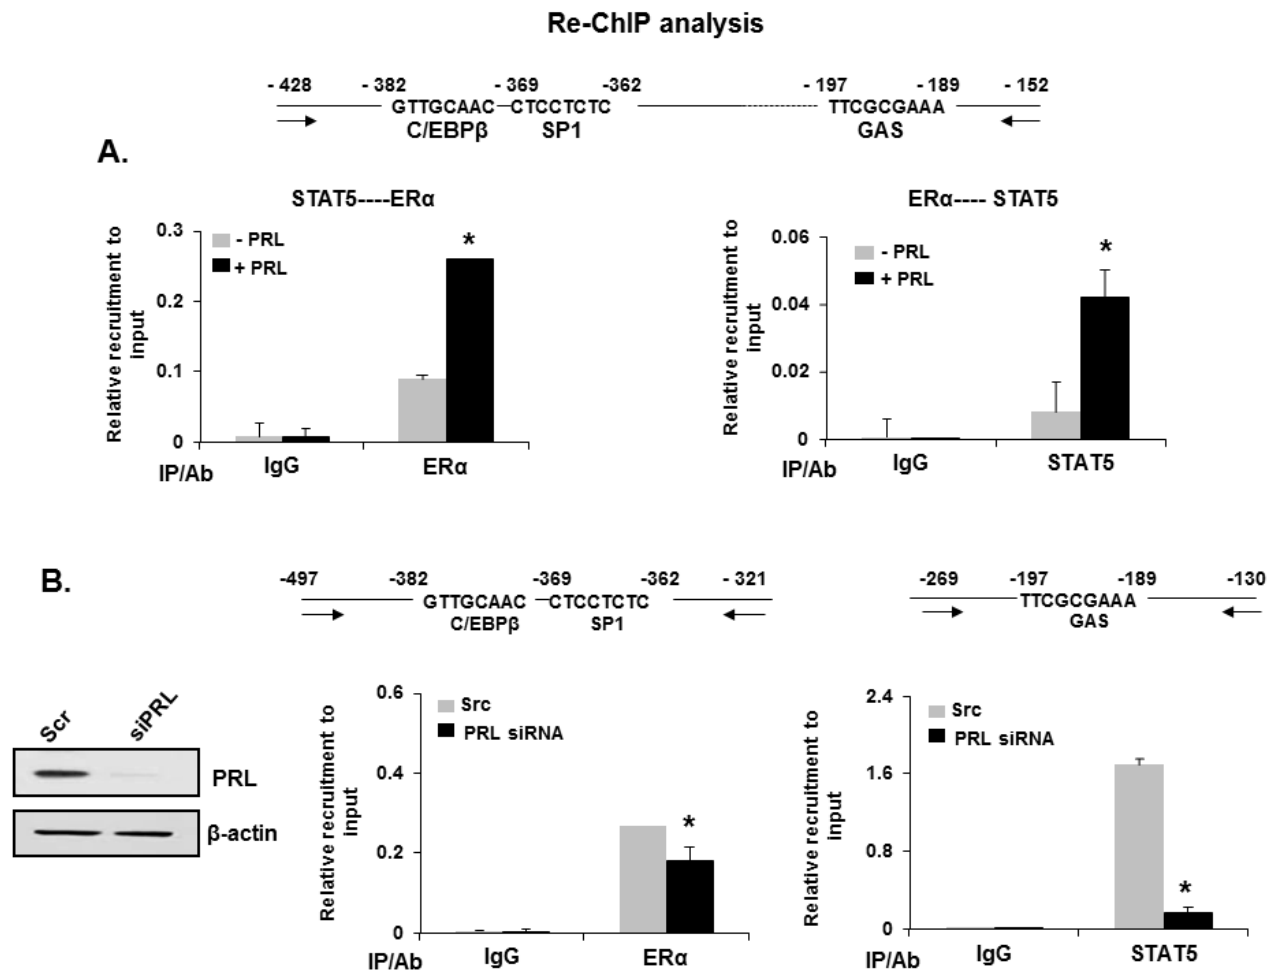 Re-ChIP analysis
- 428 - 382 - 369 -362 - 197 - 189 - 152
GTTGCAAC CTCCTCTC TTCGCGAAA
C/EBPβ SP1 GAS
A.
STAT5----ERα
Relative recruitment to
input
0.3
0.2
0.1
0
- PRL
+ PRL
*
IP/Ab IgG ERα
ERα---- STAT5
Relative recruitment to
input
0.06
0.04
0.02
0
- PRL
+ PRL
*
IP/Ab IgG STAT5
B.
-497 -382 -369 -362 - 321
GTTGCAAC CTCCTCTC
C/EBPβ SP1
-269 -197 -189 -130
TTCGCGAAA
GAS
Scr siPRL
PRL
β-actin
Relative recruitment to
input
0.6
0.4
0.2
0
Src
PRL siRNA
*
IP/Ab IgG ERα
Relative recruitment to
input
2.4
1.6
0.8
0
Src
PRL siRNA
*
IP/Ab IgG STAT5